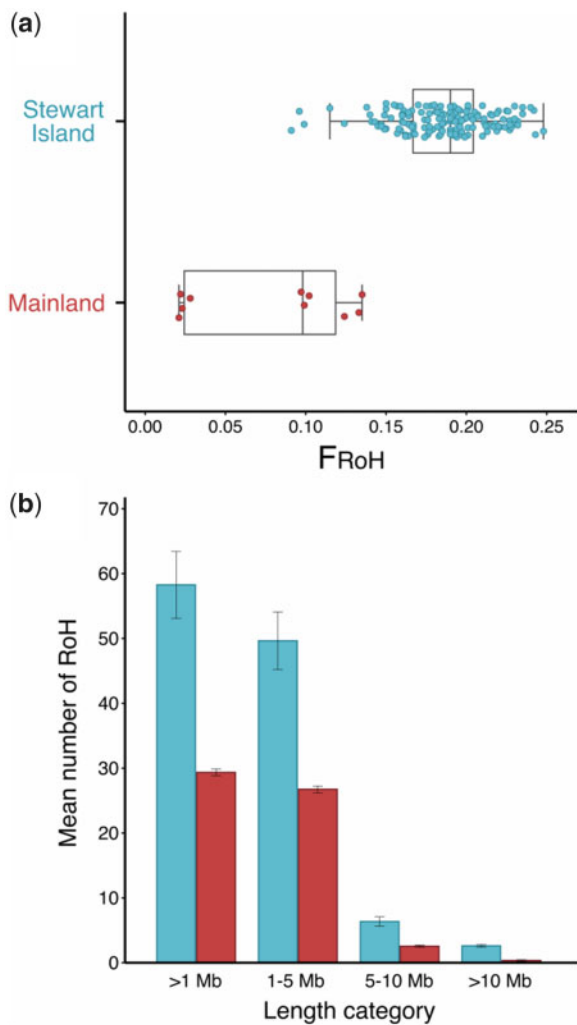 (a)
Stewart
Island
Mainland
0.00 0.05 0.10 0.15 0.20 0.25
FRoH
(b)
70
60
50
40
30
20
10
0
Mean number of RoH
>1 Mb 1-5 Mb 5-10 Mb >10 Mb
Length category